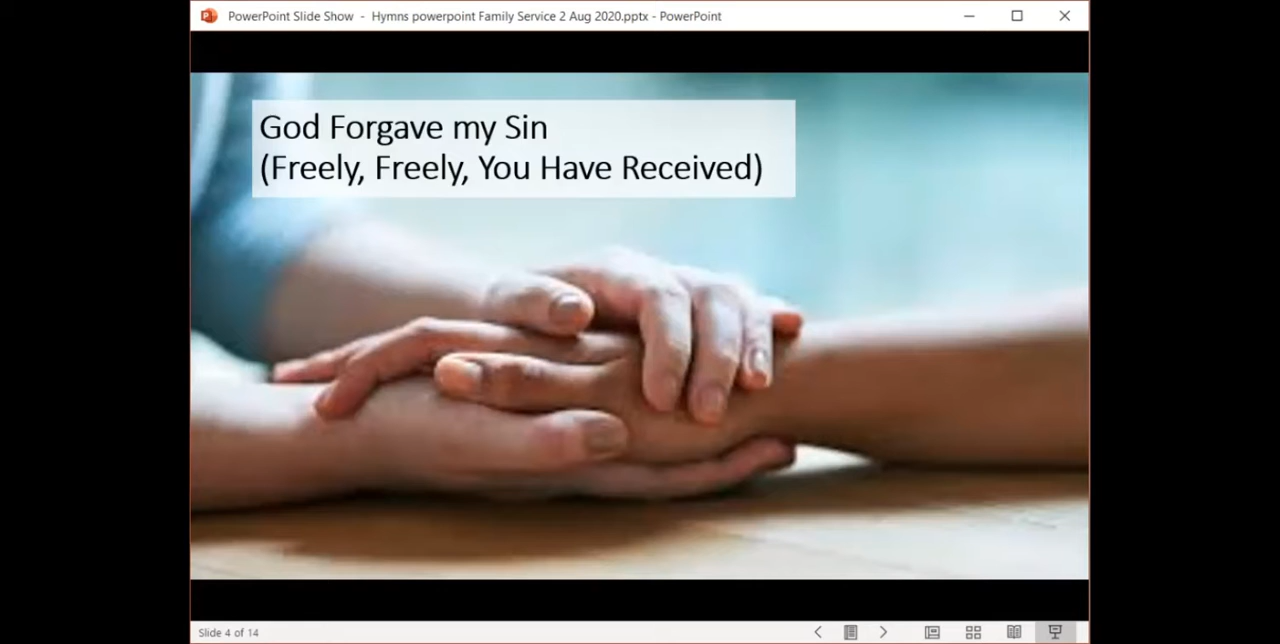 PowerPoint Slide Show - Hymns powerpoint Family Service 2 Aug 2020.pptx - PowerPoint
God Forgave my Sin
(Freely, Freely, You Have Received)
Slide 4 of 14